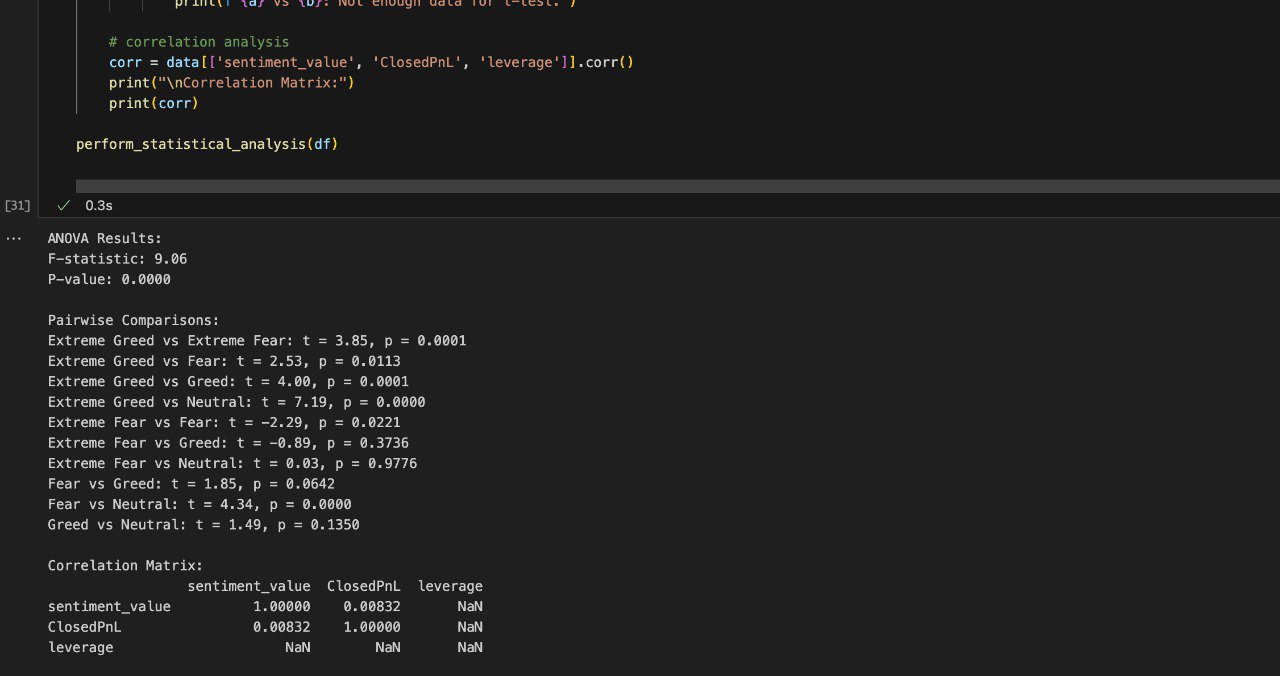 print(f"{a} vs {b}: Not enough data for t-test.")
# correlation analysis
corr = data[['sentiment_value', 'ClosedPnL', 'leverage']].corr()
print("\nCorrelation Matrix:")
print(corr)
perform_statistical_analysis(df)
[31]
0.3s
ANOVA Results:
F-statistic: 9.06
P-value: 0.0000
Pairwise Comparisons:
Extreme Greed vs Extreme Fear: t = 3.85, p = 0.0001
Extreme Greed vs Fear: t = 2.53, p = 0.0113
Extreme Greed vs Greed: t = 4.00, p = 0.0001
Extreme Greed vs Neutral: t = 7.19, p = 0.0000
Extreme Fear vs Fear: t = -2.29, p = 0.0221
Extreme Fear vs Greed: t = -0.89, p = 0.3736
Extreme Fear vs Neutral: t = 0.03, p = 0.9776
Fear vs Greed: t = 1.85, p = 0.0642
Fear vs Neutral: t = 4.34, p = 0.0000
Greed vs Neutral: t = 1.49, p = 0.1350
Correlation Matrix:
sentiment_value ClosedPnL leverage
sentiment_value 1.00000 0.00832 NaN
ClosedPnL 0.00832 1.00000 NaN
leverage NaN NaN NaN